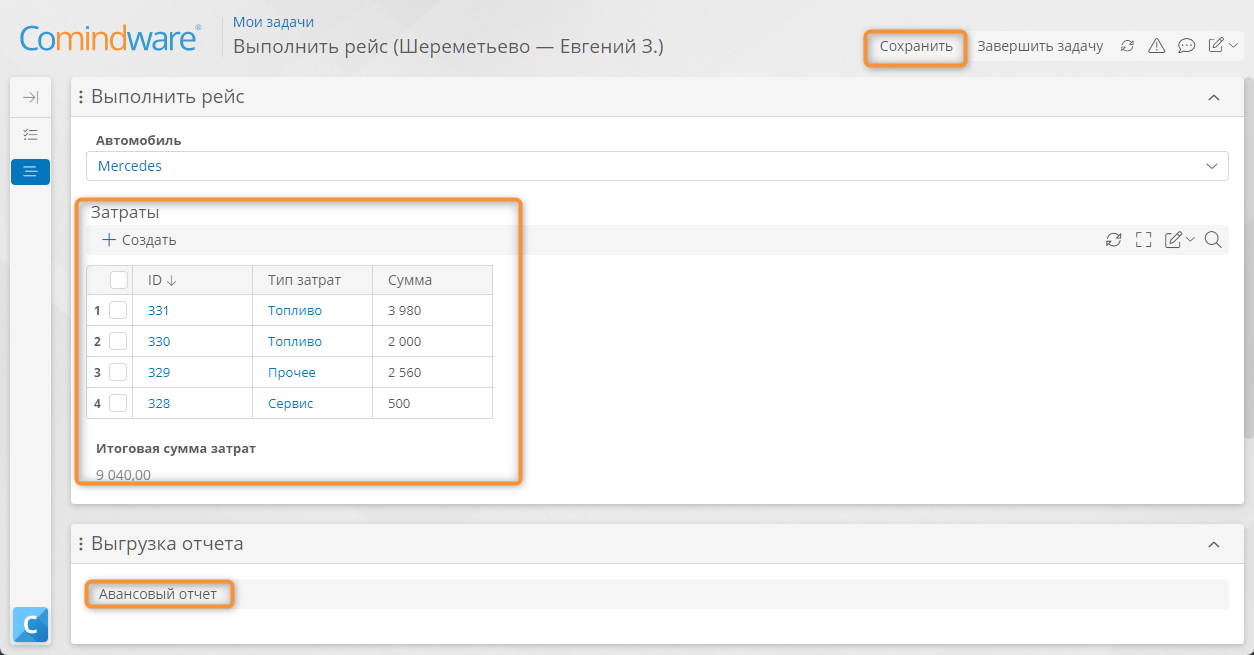 Comindware®
Мои задачи
Выполнить рейс (Шереметьево — Евгений З.)
Сохранить
Завершить задачу
Выполнить рейс
Автомобиль
Mercedes
Затраты
Создать
ID Тип затрат Сумма
1 331 Топливо 3 980
2 330 Топливо 2 000
3 329 Прочее 2 560
4 328 Сервис 500
Итоговая сумма затрат
9 040,00
Выгрузка отчета
Авансовый отчет
C